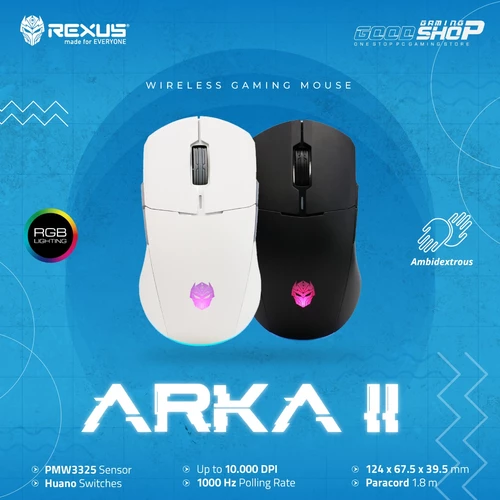 REXUS®
made for EVERYONE
GAMING
GOODSHOP
ONE STOP PC GAMING STORE
WIRELESS GAMING MOUSE
RGB
LIGHTING
Ambidextrous
ARKA II
PMW3325 Sensor
Huano Switches
Up to 10.000 DPI
1000 Hz Polling Rate
124 x 67.5 x 39.5 mm
Paracord 1.8 m